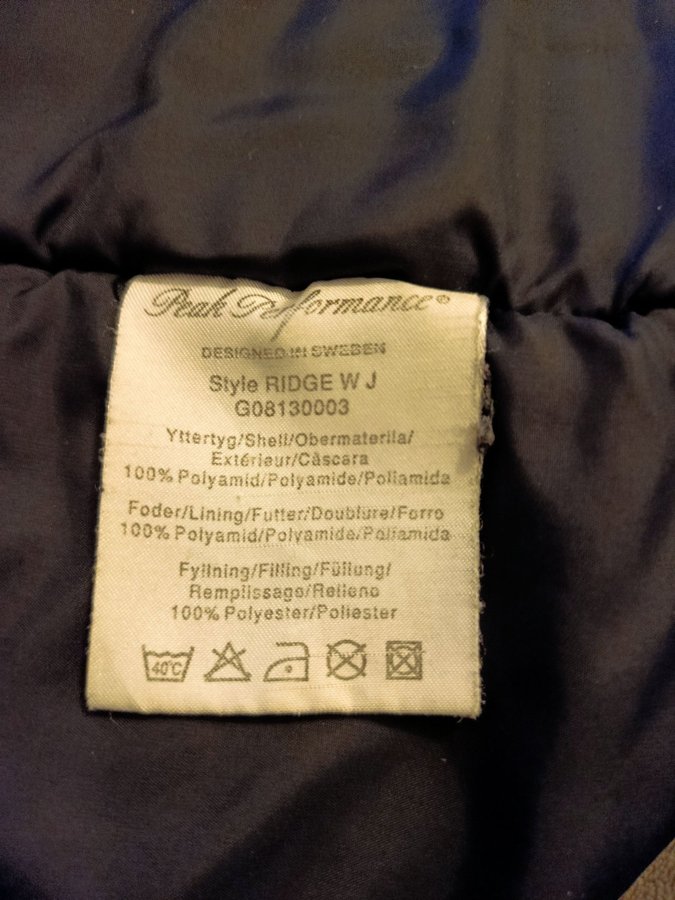 Peak Performance®
DESIGNED IN SWEDEN
Style RIDGE W J
G08130003
Yttertyg/Shell/Obermaterila/
Extérieur/Cáscara
100% Polyamid/Polyamide/Poliamida
Foder/Lining/Futter/Doublure/Forro
100% Polyamid/Polyamide/Poliamida
Fyllning/Filling/Füllung/
Remplissage/Relleno
100% Polyester/Poliester
40°C